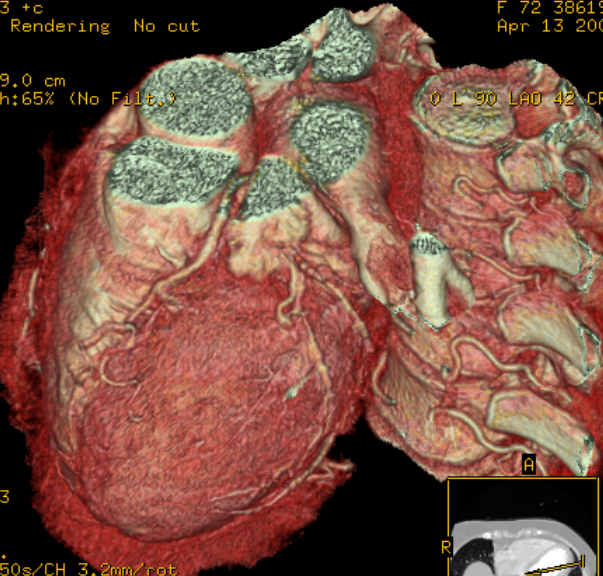 3 +c
Rendering No cut
F 72 38619
Apr 13 200
9.0 cm
h:65% (No Filt.)
0 L 90 LAO 42 CR
3
A
R
50s/CH 3.2mm/rot